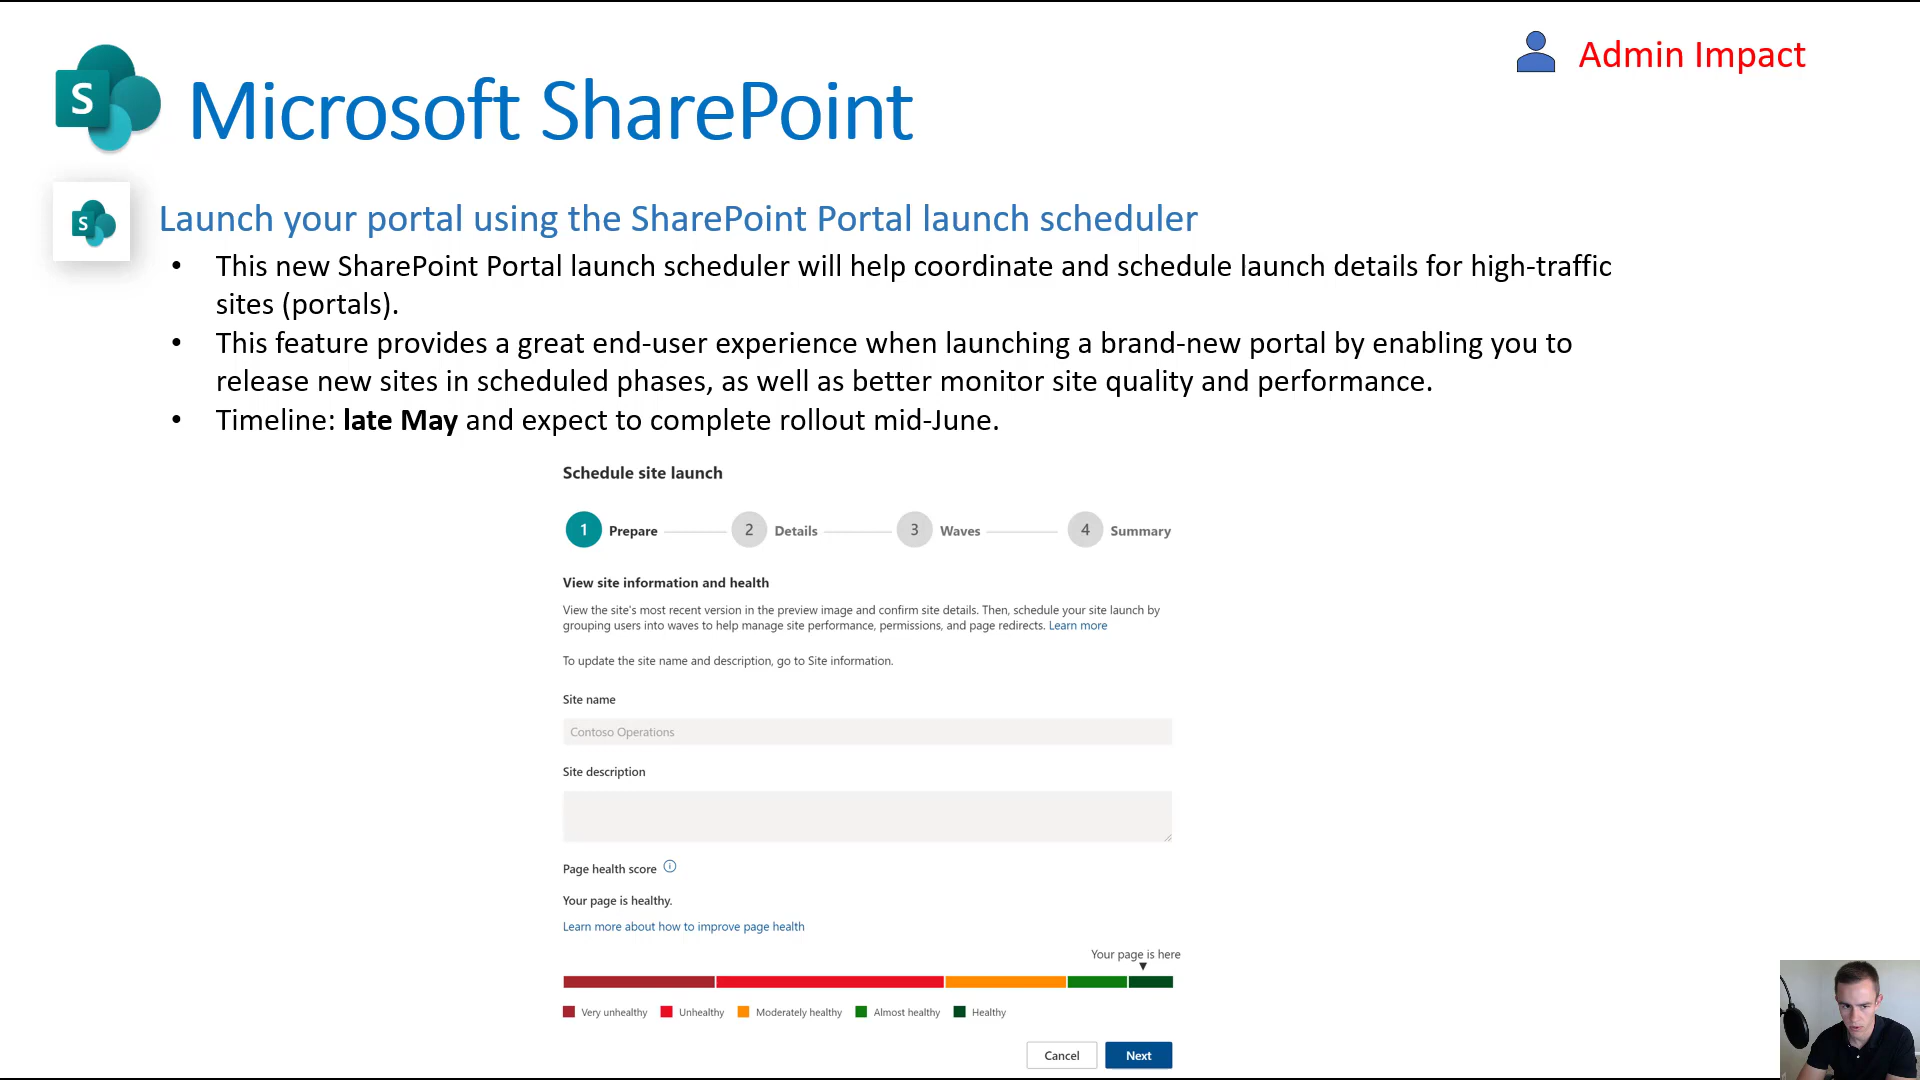 Admin Impact
S
Microsoft SharePoint
S
Launch your portal using the SharePoint Portal launch scheduler
• This new SharePoint Portal launch scheduler will help coordinate and schedule launch details for high-traffic
sites (portals).
• This feature provides a great end-user experience when launching a brand-new portal by enabling you to
release new sites in scheduled phases, as well as better monitor site quality and performance.
• Timeline: late May and expect to complete rollout mid-June.
Schedule site launch
1 Prepare 2 Details 3 Waves 4 Summary
View site information and health
View the site's most recent version in the preview image and confirm site details. Then, schedule your site launch by
grouping users into waves to help manage site performance, permissions, and page redirects. Learn more
To update the site name and description, go to Site information.
Site name
Contoso Operations
Site description
Page health score
Your page is healthy.
Learn more about how to improve page health
Your page is here
Very unhealthy Unhealthy Moderately healthy Almost healthy Healthy
Cancel Next